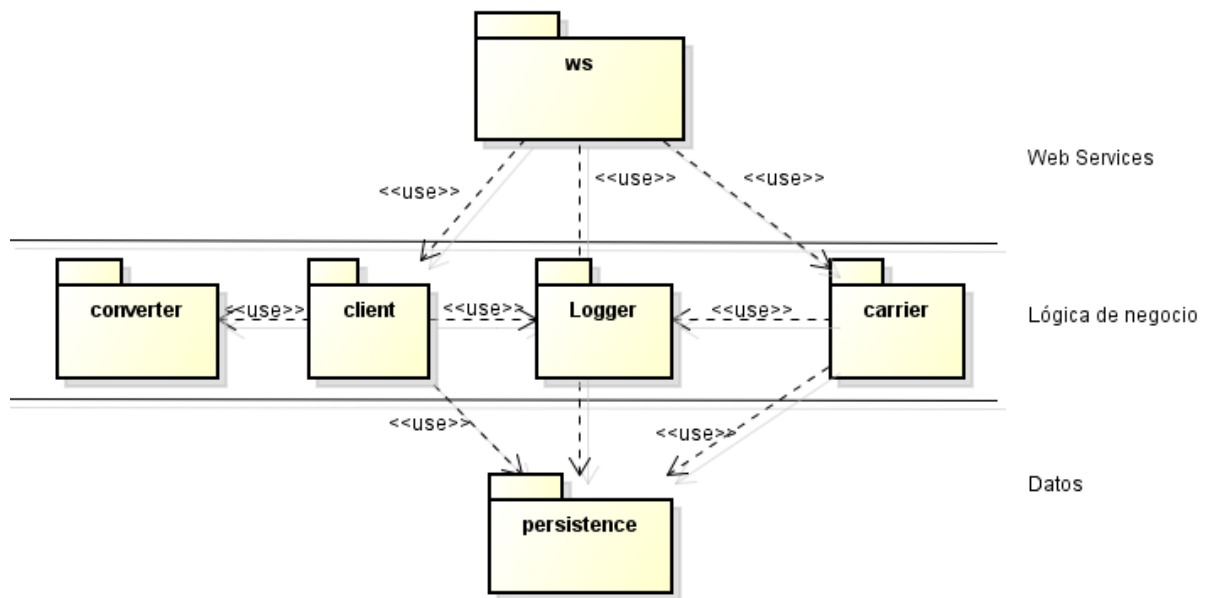 ws
<<use>>
<<use>>
<<use>>
Web Services
converter
<<use>>
client
<<use>>
Logger
<<use>>
carrier
Lógica de negocio
<<use>>
<<use>>
Datos
persistence